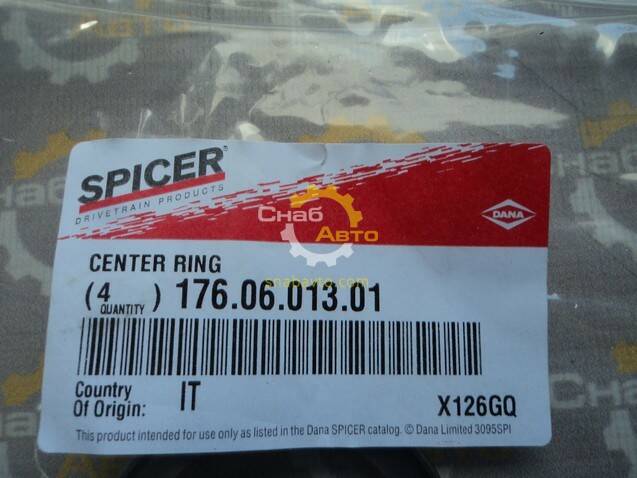 SPICER®
DRIVETRAIN PRODUCTS
DANA
Снаб
Авто
snabavto.com
CENTER RING
(4) 176.06.013.01
QUANTITY
Country
Of Origin: IT
X126GQ
This product intended for use only as listed in the Dana SPICER catalog. © Dana Limited 3095SPI